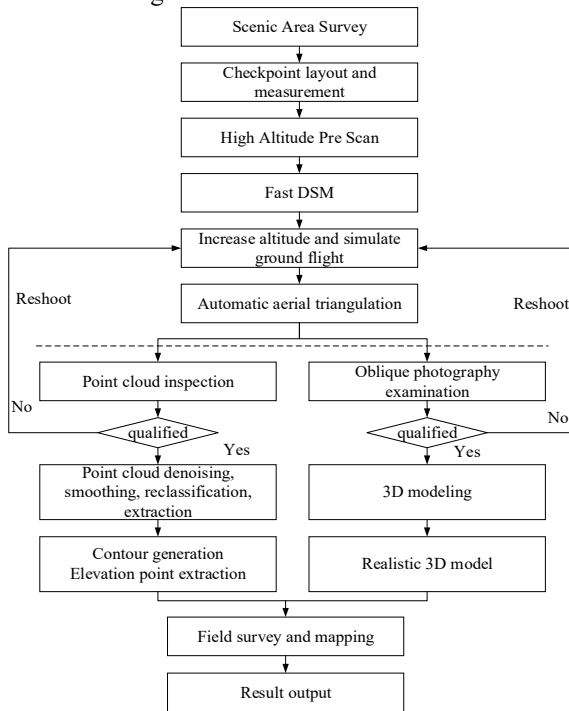 Scenic Area Survey
Checkpoint layout and
measurement
High Altitude Pre Scan
Fast DSM
Increase altitude and simulate
ground flight
Reshoot
Reshoot
Automatic aerial triangulation
Point cloud inspection
Oblique photography
examination
No
No
qualified
qualified
Yes
Yes
Point cloud denoising,
smoothing, reclassification,
extraction
3D modeling
Contour generation
Elevation point extraction
Realistic 3D model
Field survey and mapping
Result output